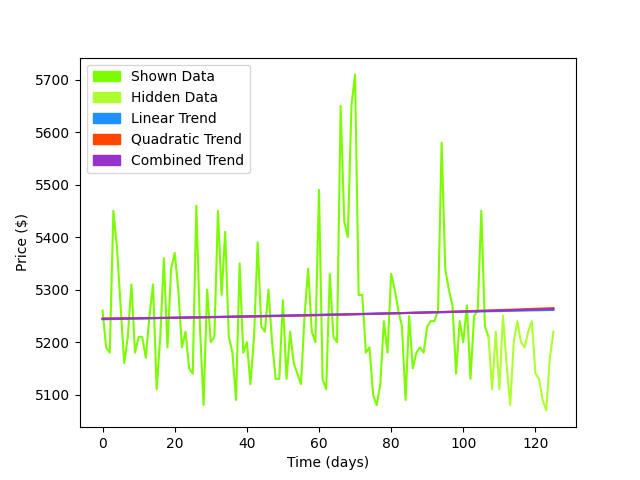 Shown Data
Hidden Data
Linear Trend
Quadratic Trend
Combined Trend
Price ($)
5700
5600
5500
5400
5300
5200
5100
0 20 40 60 80 100 120
Time (days)